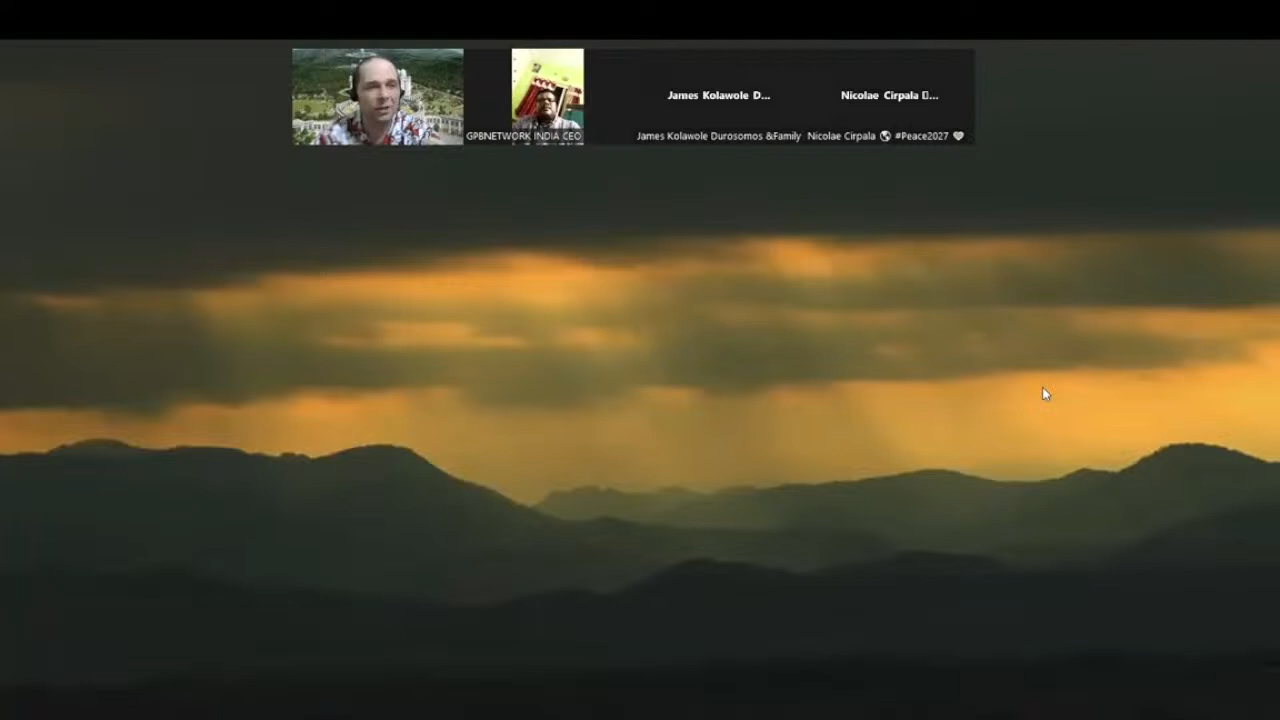 James Kolawole D...
Nicolae Cirpala ▯...
GPBNETWORK INDIA CEO
James Kolawole Durosomos &Family
Nicolae Cirpala 🌎 #Peace2027 🤍